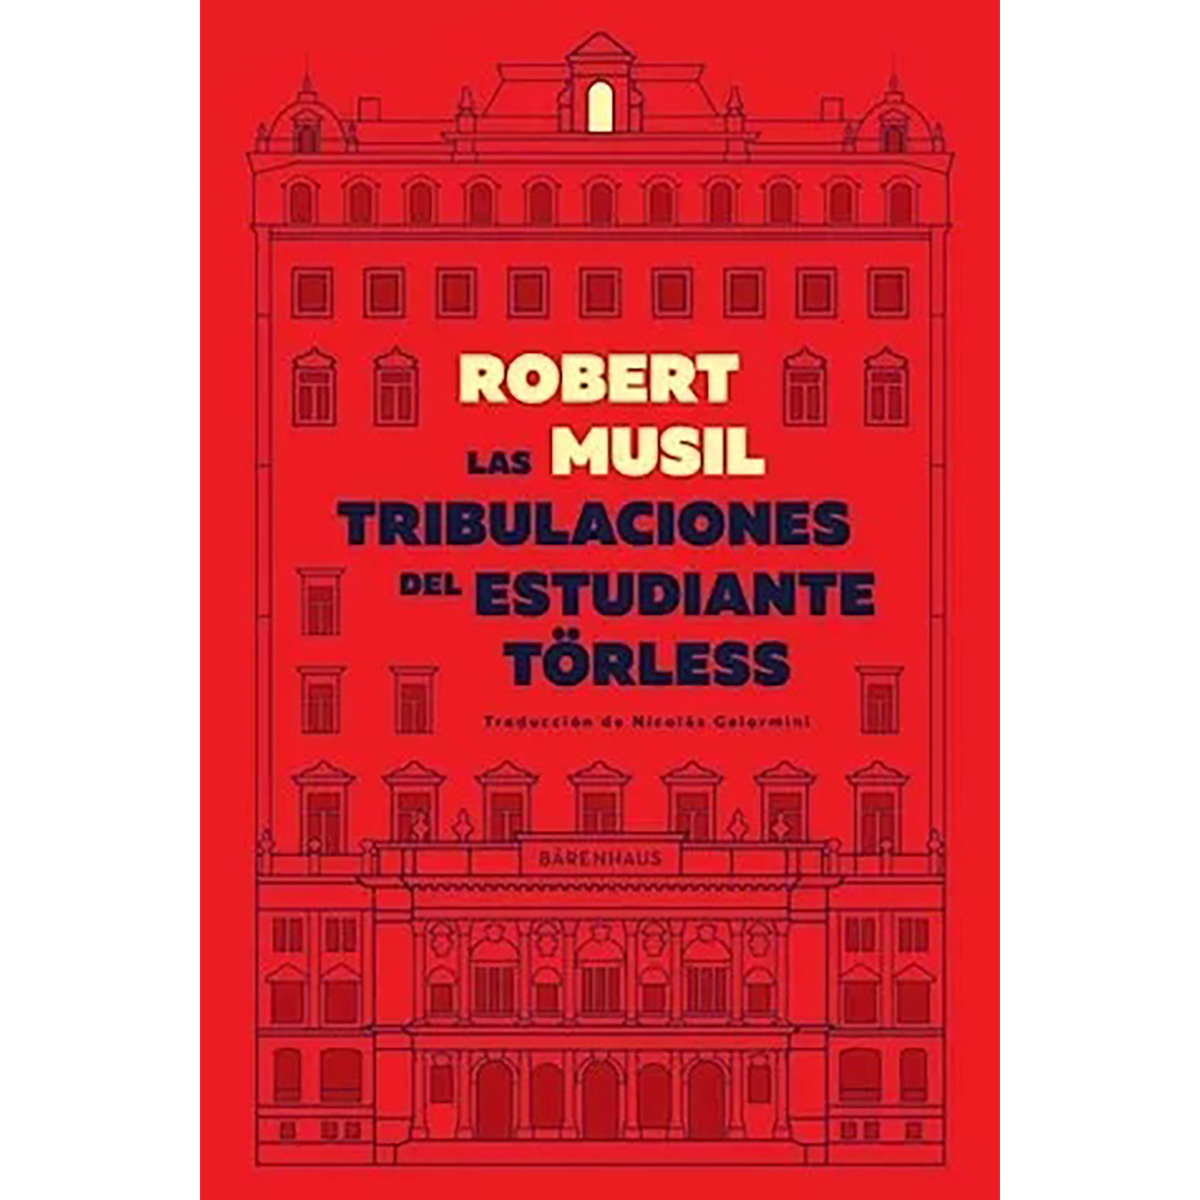 ROBERT
LAS MUSIL
TRIBULACIONES
DEL ESTUDIANTE
TÖRLESS
Traducción de Nicolás Gelormini
BÄRENHAUS